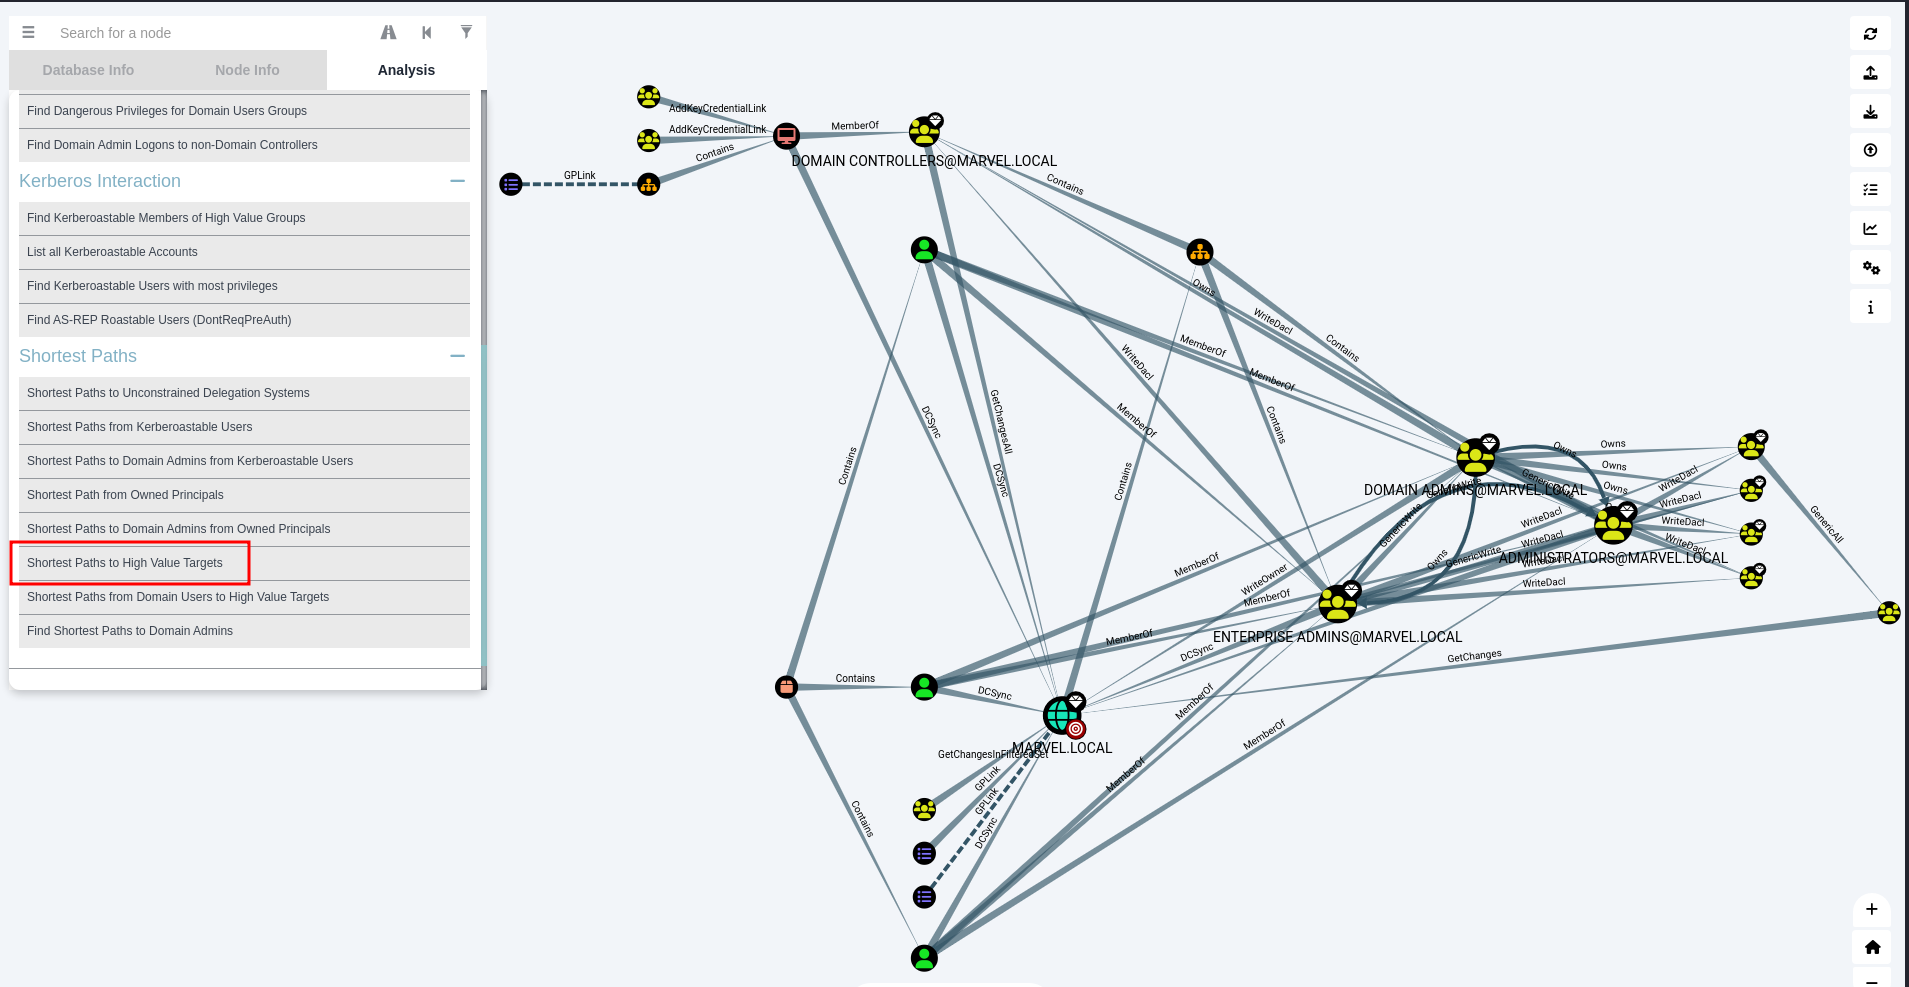 Search for a node
Database Info
Node Info
Analysis
Find Dangerous Privileges for Domain Users Groups
Find Domain Admin Logons to non-Domain Controllers
Kerberos Interaction
Find Kerberoastable Members of High Value Groups
List all Kerberoastable Accounts
Find Kerberoastable Users with most privileges
Find AS-REP Roastable Users (DontReqPreAuth)
Shortest Paths
Shortest Paths to Unconstrained Delegation Systems
Shortest Paths from Kerberoastable Users
Shortest Paths to Domain Admins from Kerberoastable Users
Shortest Path from Owned Principals
Shortest Paths to Domain Admins from Owned Principals
Shortest Paths to High Value Targets
Shortest Paths from Domain Users to High Value Targets
Find Shortest Paths to Domain Admins
AddKeyCredentialLink
AddKeyCredentialLink
Contains
GPLink
MemberOf
DOMAIN CONTROLLERS@MARVEL.LOCAL
Contains
Owns
WriteDacl
Contains
MemberOf
MemberOf
WriteDacl
MemberOf
Contains
DCSync
GetChangesAll
DCSync
Contains
Contains
Owns
Owns
Owns
Owns
GenericWrite
DOMAIN ADMINS@MARVEL.LOCAL
WriteDacl
WriteDacl
WriteDacl
WriteDacl
GenericAll
WriteDacl
WriteDacl
GenericWrite
Owns
GenericWrite
ADMINISTRATORS@MARVEL.LOCAL
WriteDacl
WriteDacl
MemberOf
WriteOwner
MemberOf
ENTERPRISE ADMINS@MARVEL.LOCAL
MemberOf
DCSync
GetChanges
Contains
DCSync
MemberOf
MemberOf
MARVEL.LOCAL
GetChangesInFilteredSet
GPLink
GPLink
DCSync
MemberOf
Contains